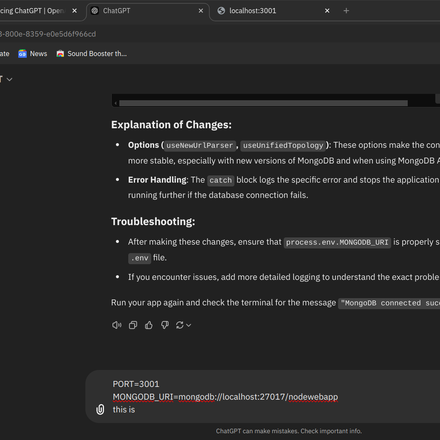 cing ChatGPT | Open
ChatGPT
localhost:3001
3-800e-8359-e0e5d6f966cd
ate
News
Sound Booster th...
T
Explanation of Changes:
Options (useNewUrlParser, useUnifiedTopology): These options make the con
more stable, especially with new versions of MongoDB and when using MongoDB A
Error Handling: The catch block logs the specific error and stops the application
running further if the database connection fails.
Troubleshooting:
After making these changes, ensure that process.env.MONGODB_URI is properly s
.env file.
If you encounter issues, add more detailed logging to understand the exact proble
Run your app again and check the terminal for the message "MongoDB connected succ
PORT=3001
MONGODB_URI=mongodb://localhost:27017/nodewebapp
this is
ChatGPT can make mistakes. Check important info.